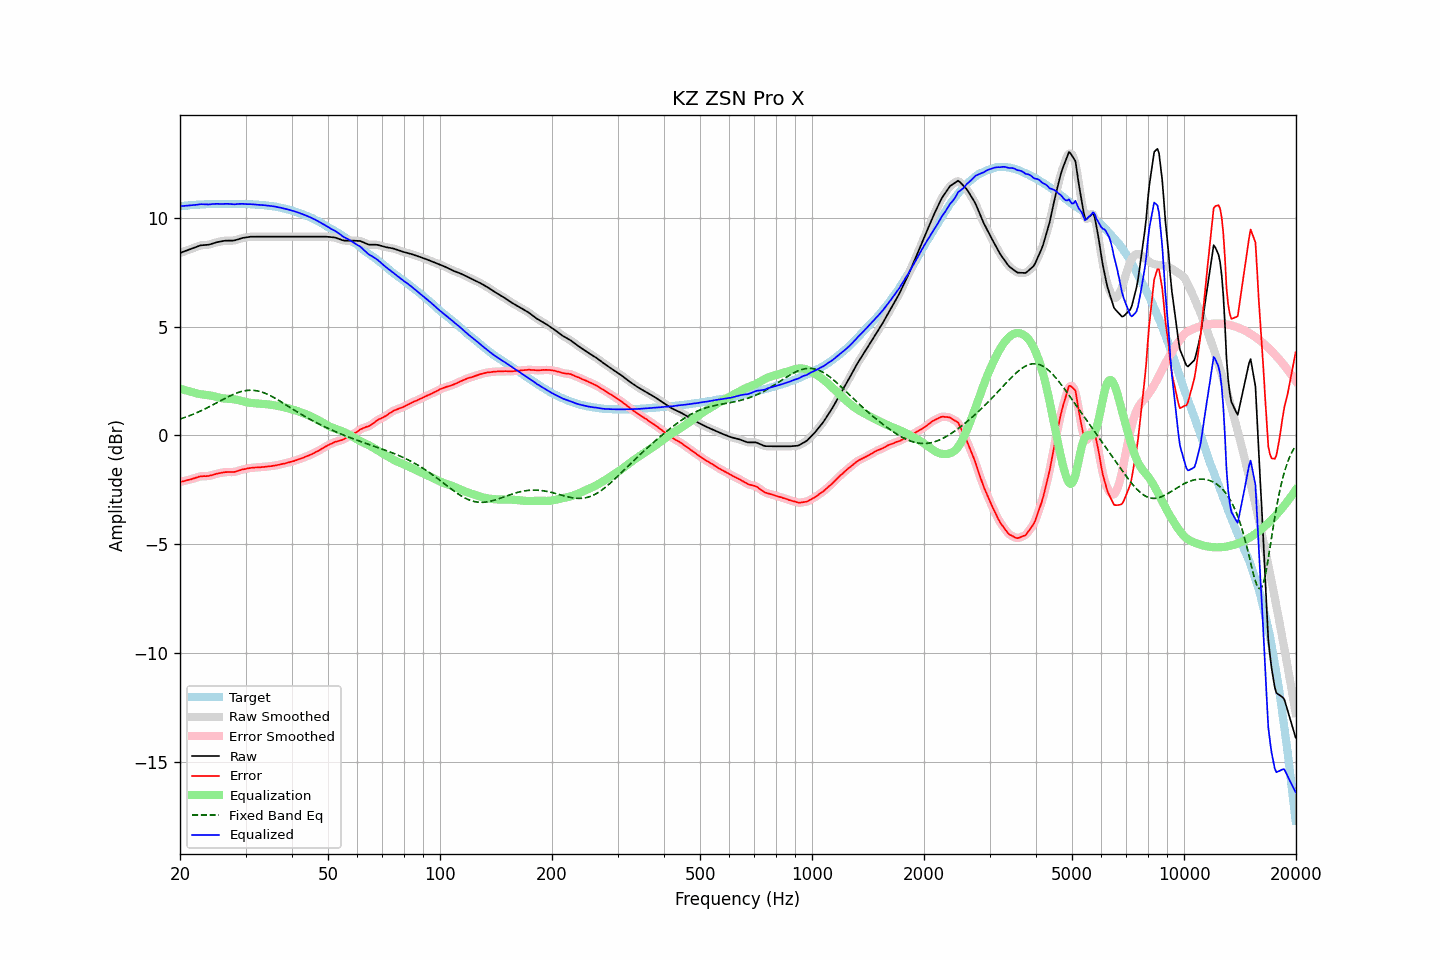 KZ ZSN Pro X
Amplitude (dBr)
10
5
0
−5
−10
−15
Target
Raw Smoothed
Error Smoothed
Raw
Error
Equalization
Fixed Band Eq
Equalized
20 50 100 200 500 1000 2000 5000 10000 20000
Frequency (Hz)